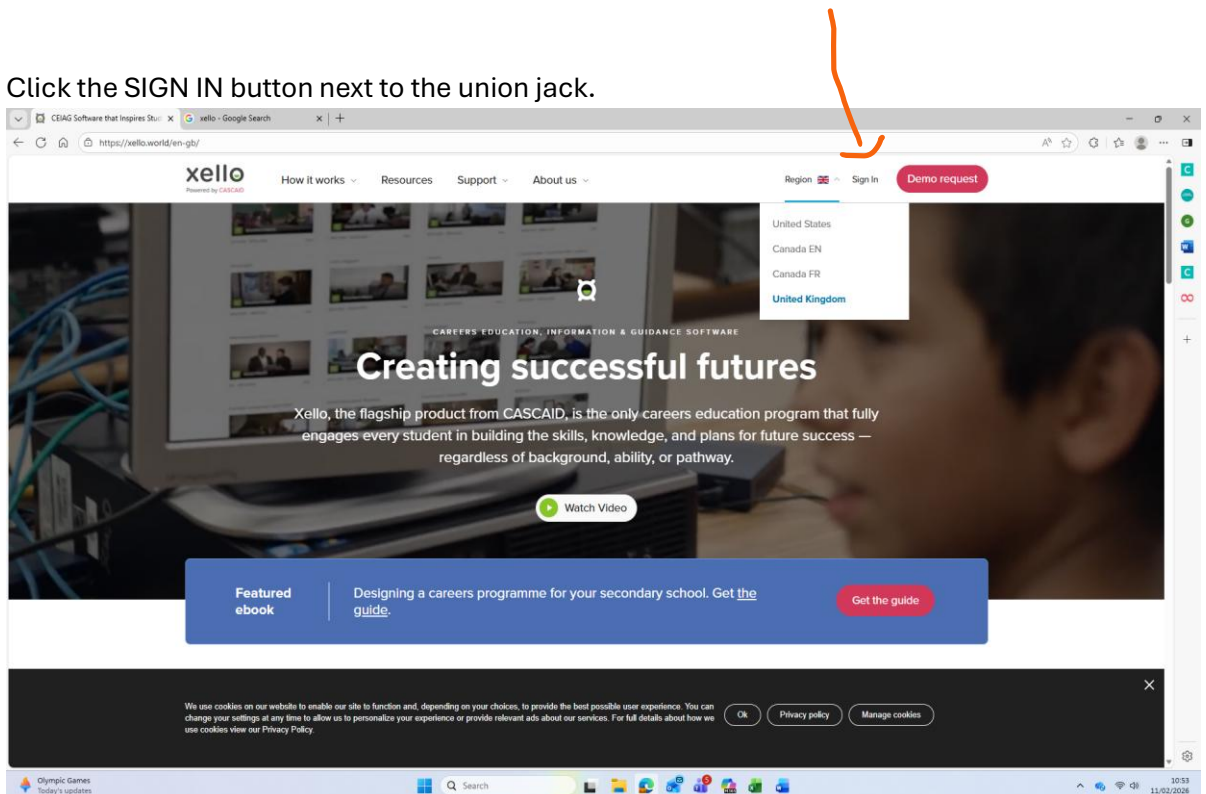 Click the SIGN IN button next to the union jack.
CEIAG Software that Inspires Stud
xello - Google Search
https://xello.world/en-gb/
xello
Powered by CASCAID
How it works
Resources
Support
About us
Region
Sign In
Demo request
United States
Canada EN
Canada FR
United Kingdom
CAREERS EDUCATION, INFORMATION & GUIDANCE SOFTWARE
Creating successful futures
Xello, the flagship product from CASCAID, is the only careers education program that fully
engages every student in building the skills, knowledge, and plans for future success —
regardless of background, ability, or pathway.
Watch Video
Featured
ebook
Designing a careers programme for your secondary school. Get the
guide.
Get the guide
We use cookies on our website to enable our site to function and, depending on your choices, to provide the best possible user experience. You can
change your settings at any time to allow us to personalize your experience or provide relevant ads about our services. For full details about how we
use cookies view our Privacy Policy.
Ok
Privacy policy
Manage cookies
Olympic Games
Today's updates
Search
10:53
11/02/2026